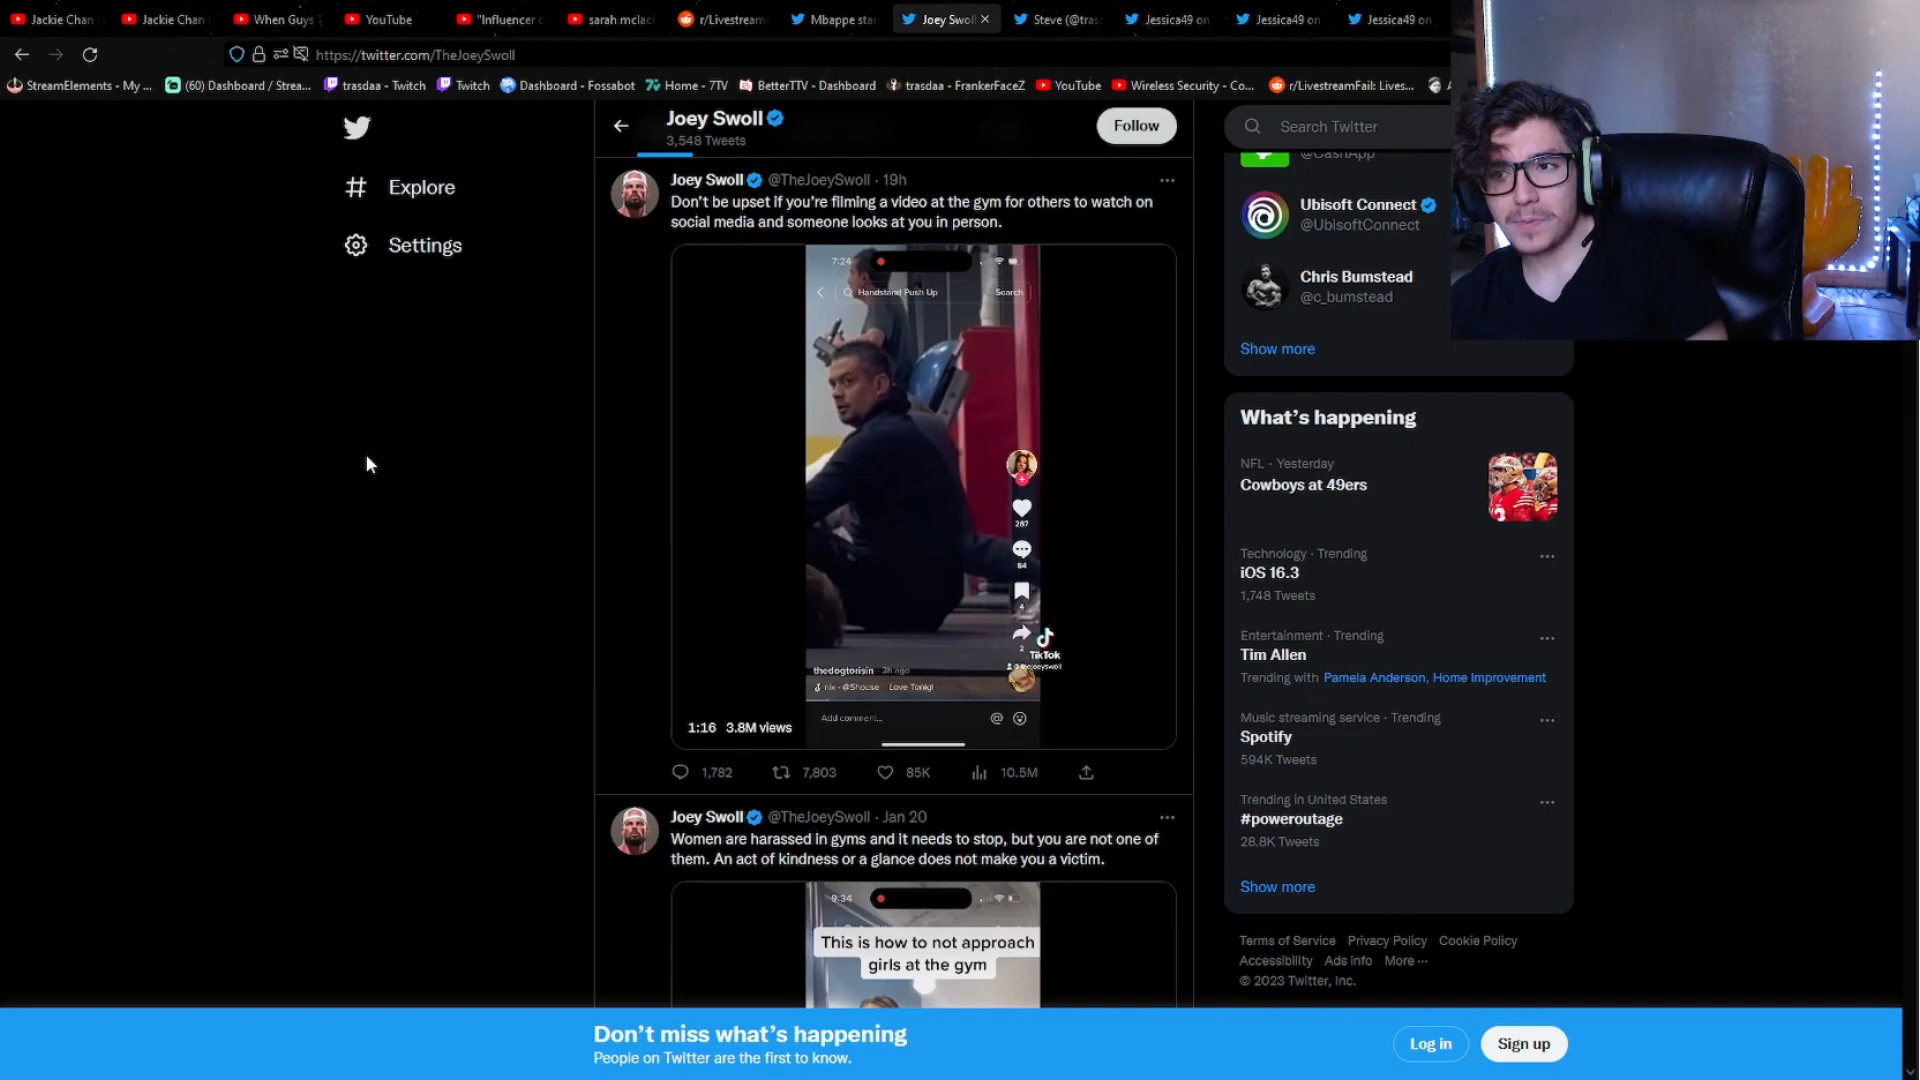 Jackie Chan
Jackie Chan
When Guys
YouTube
"Influencer
sarah mclac
r/Livestream
Mbappe star
Joey Swoll
Steve (@tras
Jessica49 on
Jessica49 on
Jessica49 on
https://twitter.com/TheJoeySwoll
StreamElements - My ...
(60) Dashboard / Strea...
trasdaa - Twitch
Twitch
Dashboard - Fossabot
Home - 7TV
BetterTTV - Dashboard
trasdaa - FrankerFaceZ
YouTube
Wireless Security - Co...
r/LivestreamFail: Lives...
Explore
Settings
Joey Swoll
3,548 Tweets
Follow
Joey Swoll @TheJoeySwoll · 19h
Don't be upset if you're filming a video at the gym for others to watch on
social media and someone looks at you in person.
7:24
Handstand Push Up
Search
287
84
4
2
TikTok
@thejoeyswoll
thedogtorisin · 3h ago
@Shouse Love Tonig
Add comment...
1:16 3.8M views
1,782
7,803
85K
10.5M
Joey Swoll @TheJoeySwoll · Jan 20
Women are harassed in gyms and it needs to stop, but you are not one of
them. An act of kindness or a glance does not make you a victim.
9:34
This is how to not approach
girls at the gym
Search Twitter
@CashApp
Ubisoft Connect
@UbisoftConnect
Chris Bumstead
@c_bumstead
Show more
What's happening
NFL · Yesterday
Cowboys at 49ers
Technology · Trending
iOS 16.3
1,748 Tweets
Entertainment · Trending
Tim Allen
Trending with Pamela Anderson, Home Improvement
Music streaming service · Trending
Spotify
594K Tweets
Trending in United States
#poweroutage
28.8K Tweets
Show more
Terms of Service Privacy Policy Cookie Policy
Accessibility Ads info More ...
© 2023 Twitter, Inc.
Don't miss what's happening
People on Twitter are the first to know.
Log in
Sign up